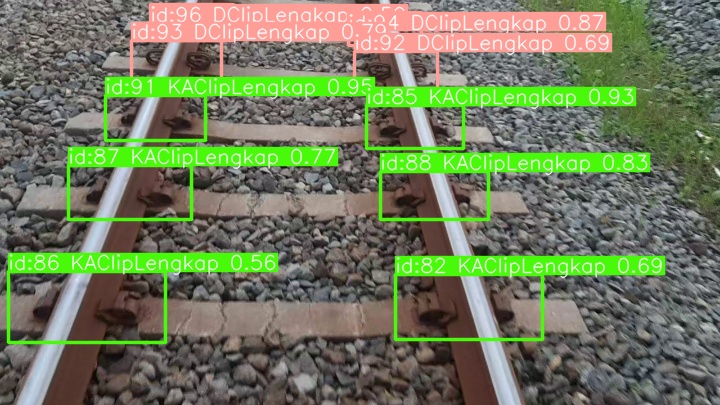 id:96 DClipLengkap
id:94 DClipLengkap 0.87
id:93 DClipLengkap
id:92 DClipLengkap 0.69
id:91 KAClipLengkap 0.95
id:85 KAClipLengkap 0.93
id:87 KAClipLengkap 0.77
id:88 KAClipLengkap 0.83
id:86 KAClipLengkap 0.56
id:82 KAClipLengkap 0.69